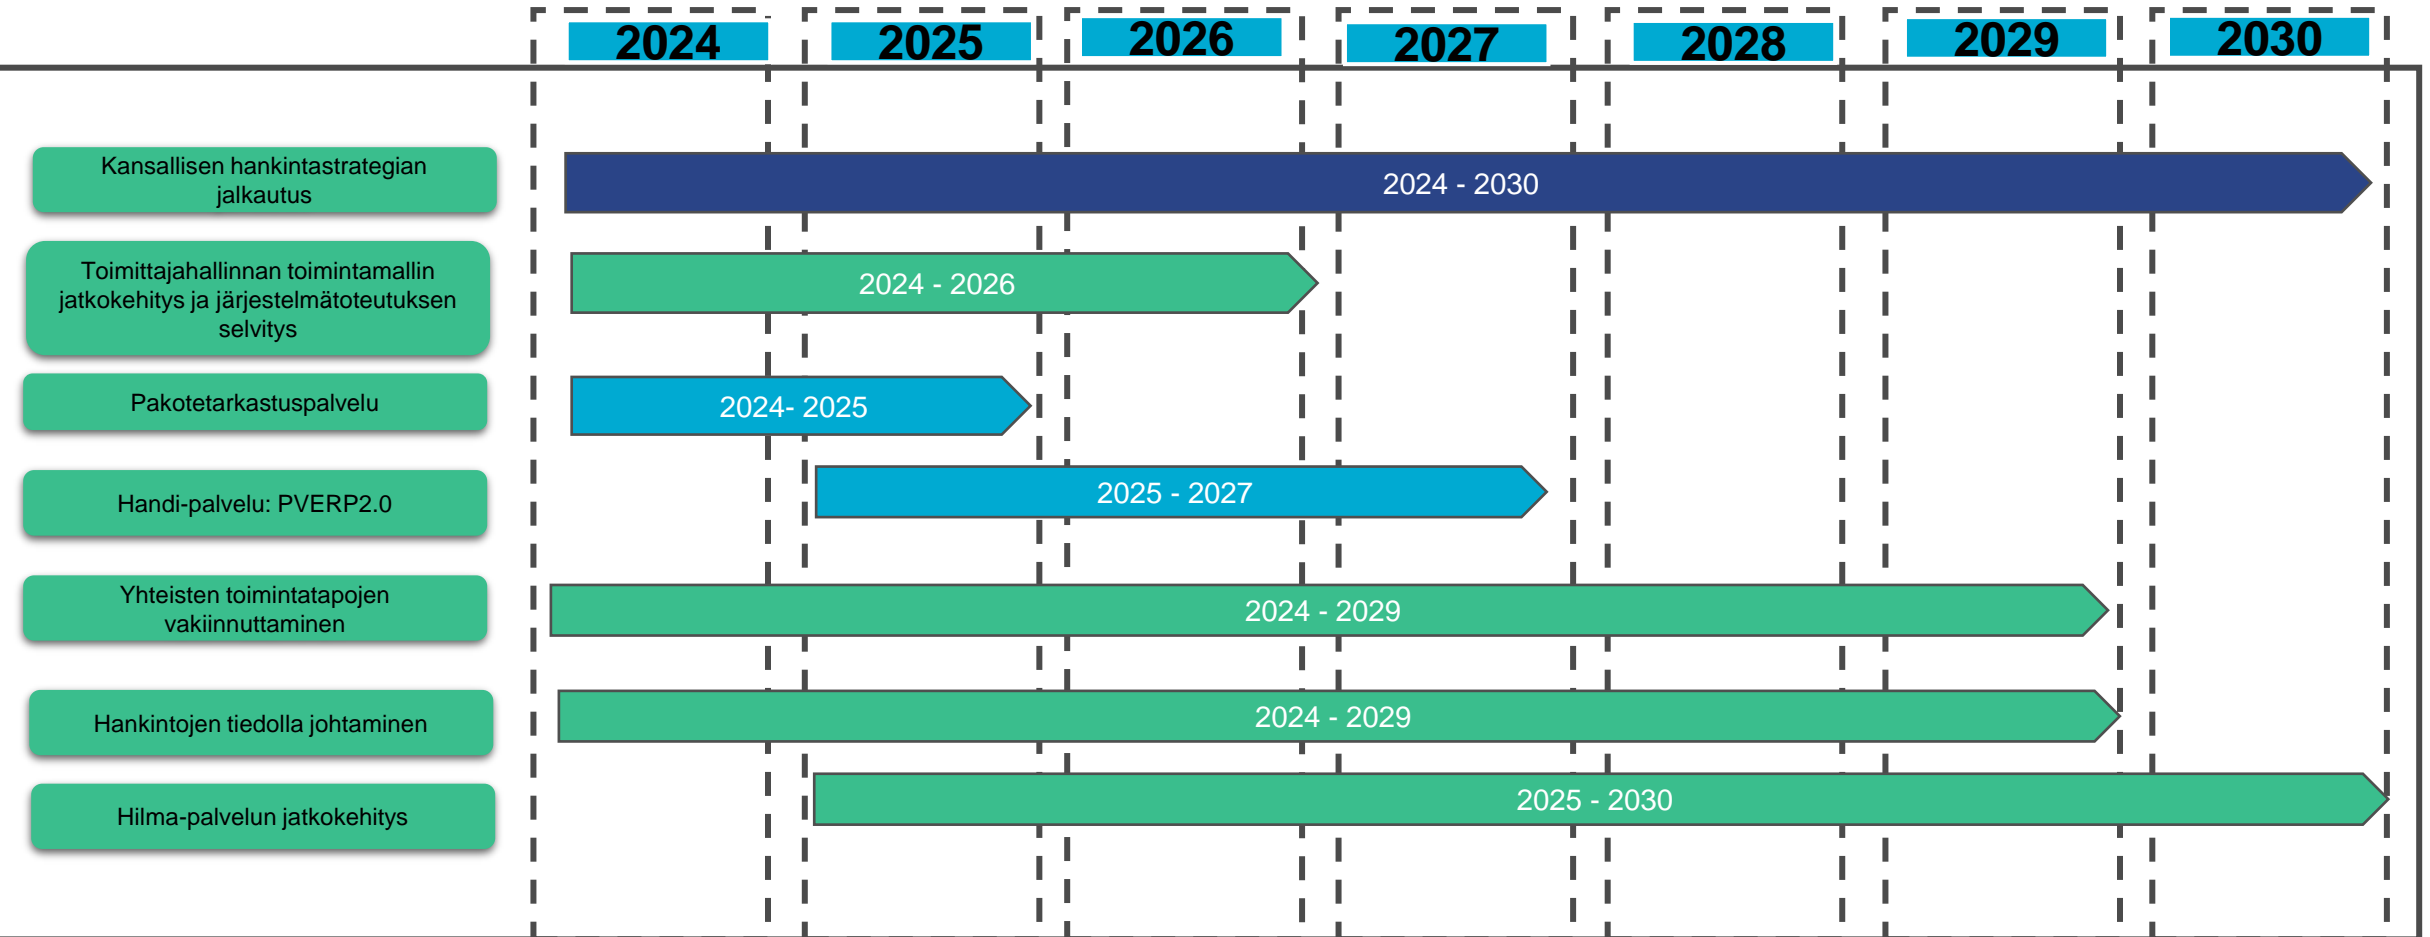 2024 2025 2026 2027 2028 2029 2030
Kansallisen hankintastrategian
jalkautus
2024 - 2030
Toimittajahallinnan toimintamallin
jatkokehitys ja järjestelmätoteutuksen
selvitys
2024 - 2026
Pakotetarkastuspalvelu
2024- 2025
Handi-palvelu: PVERP2.0
2025 - 2027
Yhteisten toimintatapojen
vakiinnuttaminen
2024 - 2029
Hankintojen tiedolla johtaminen
2024 - 2029
Hilma-palvelun jatkokehitys
2025 - 2030